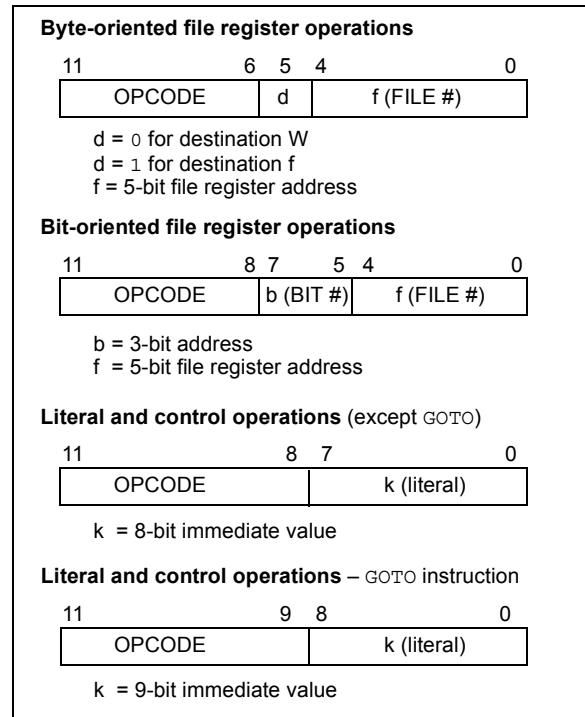 Byte-oriented file register operations
11 6 5 4 0
OPCODE d f (FILE #)
d = 0 for destination W
d = 1 for destination f
f = 5-bit file register address
Bit-oriented file register operations
11 8 7 5 4 0
OPCODE b (BIT #) f (FILE #)
b = 3-bit address
f = 5-bit file register address
Literal and control operations (except GOTO)
11 8 7 0
OPCODE k (literal)
k = 8-bit immediate value
Literal and control operations – GOTO instruction
11 9 8 0
OPCODE k (literal)
k = 9-bit immediate value